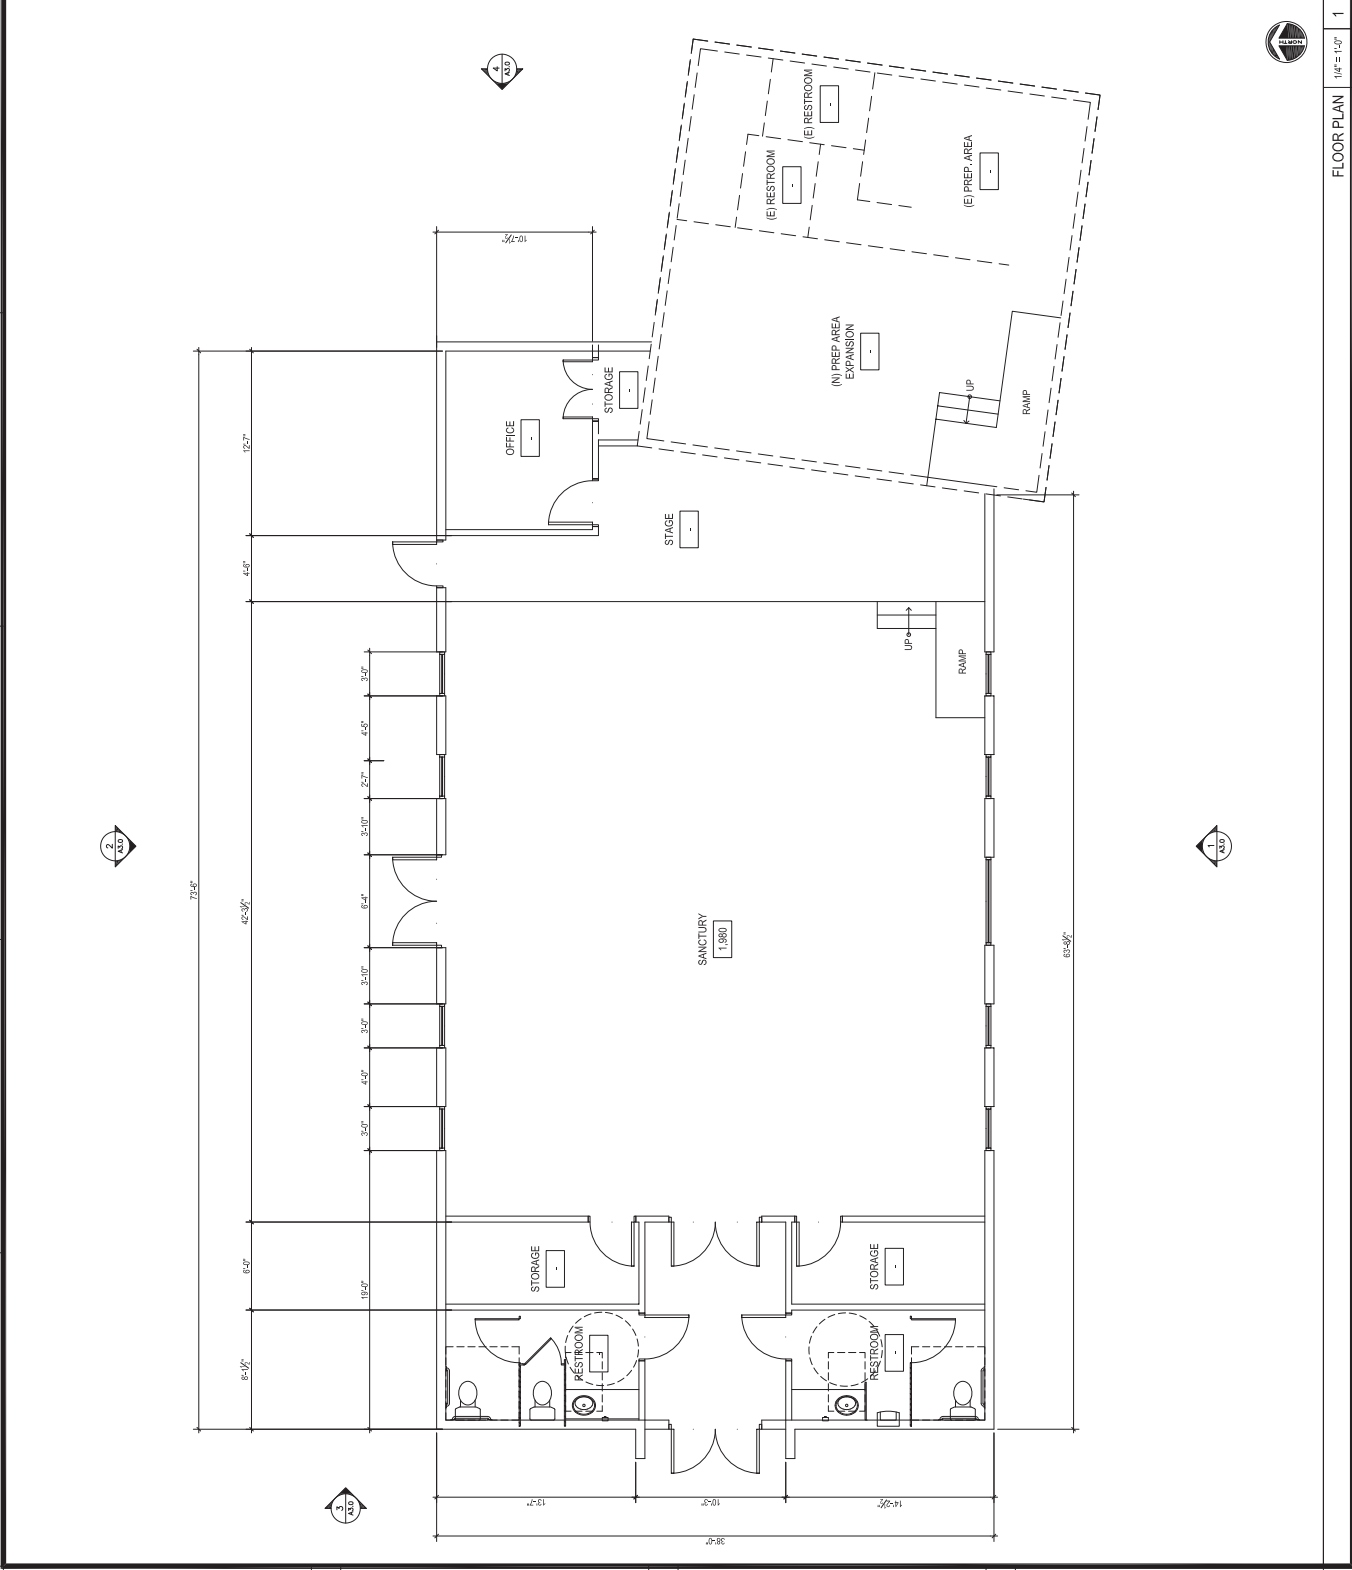 FLOOR PLAN
1/4" = 1'-0"
1
NORTH
4
A3.0
2
A3.0
1
A3.0
3
A3.0
(E) RESTROOM
-
(E) RESTROOM
-
(E) PREP. AREA
-
(N) PREP AREA
EXPANSION
-
UP
RAMP
10'-7½"
OFFICE
-
STORAGE
-
STAGE
-
UP
RAMP
SANCTURY
1,980
STORAGE
-
STORAGE
-
RESTROOM
-
RESTROOM
-
73'-6"
12'-7"
4'-6"
42'-3½"
6'-0"
8'-1½"
3'-0"
4'-5"
2'-7"
3'-10"
6'-4"
3'-10"
3'-0"
4'-0"
3'-0"
19'-0"
63'-8½"
13'-7"
10'-3"
14'-2½"
38'-0"